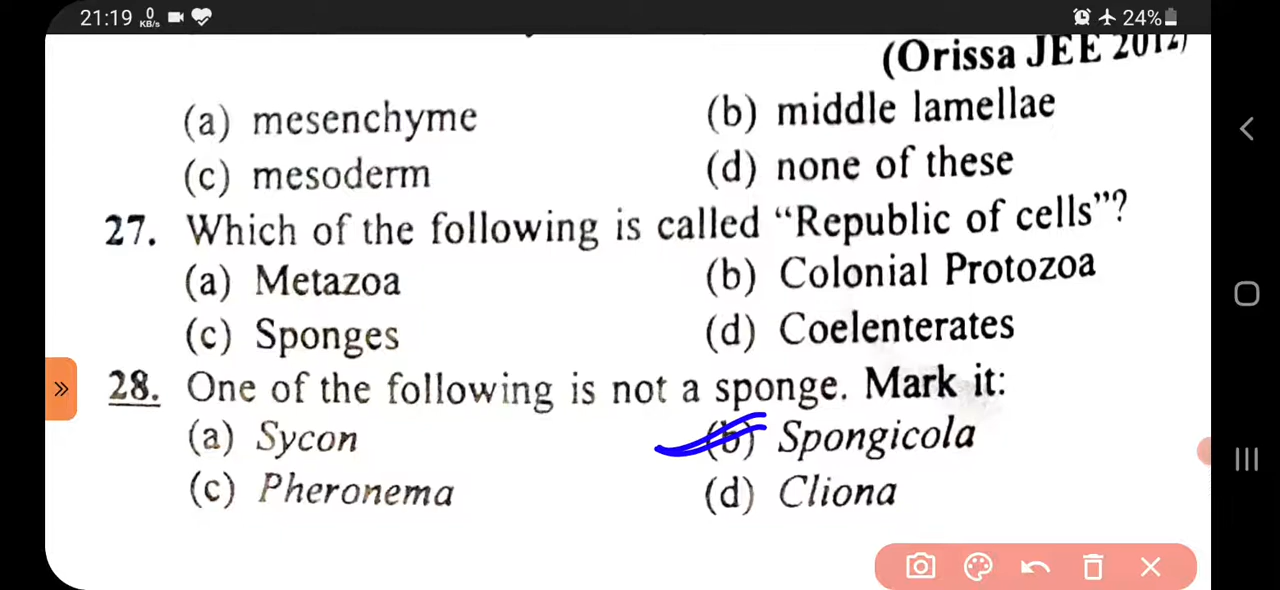 21:19 0 KB/s 24%
(Orissa JEE 2012)
(a) mesenchyme (b) middle lamellae
(c) mesoderm (d) none of these
27. Which of the following is called “Republic of cells”?
(a) Metazoa (b) Colonial Protozoa
(c) Sponges (d) Coelenterates
28. One of the following is not a sponge. Mark it:
(a) Sycon (b) Spongicola
(c) Pheronema (d) Cliona